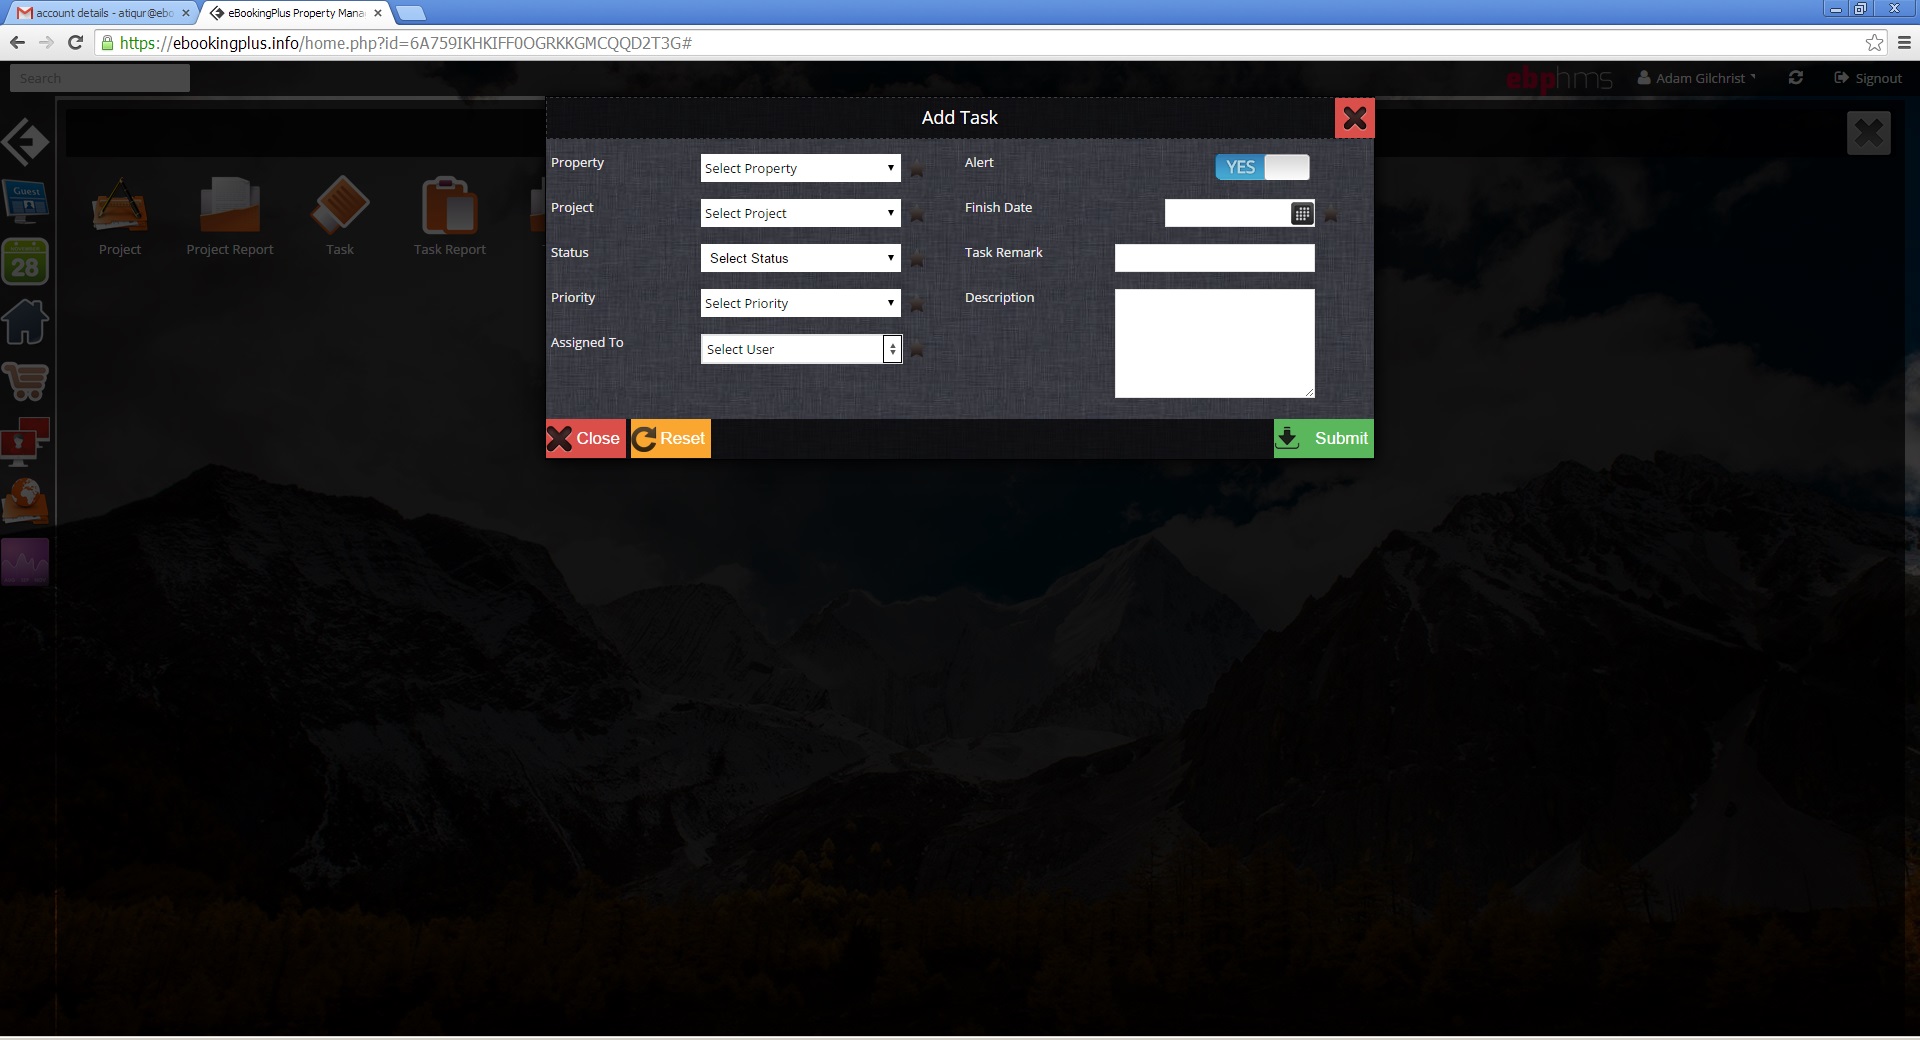 account details - atiqur@ebo
eBookingPlus Property Mana
https://ebookingplus.info/home.php?id=6A759IKHKIFF0OGRKKGMCQQD2T3G#
Search
ebphms
Adam Gilchrist
Signout
Add Task
Guest
28
Project
Project Report
Task
Task Report
Property
Select Property
Alert
YES
Project
Select Project
Finish Date
Status
Select Status
Task Remark
Priority
Select Priority
Description
Assigned To
Select User
Close
Reset
Submit